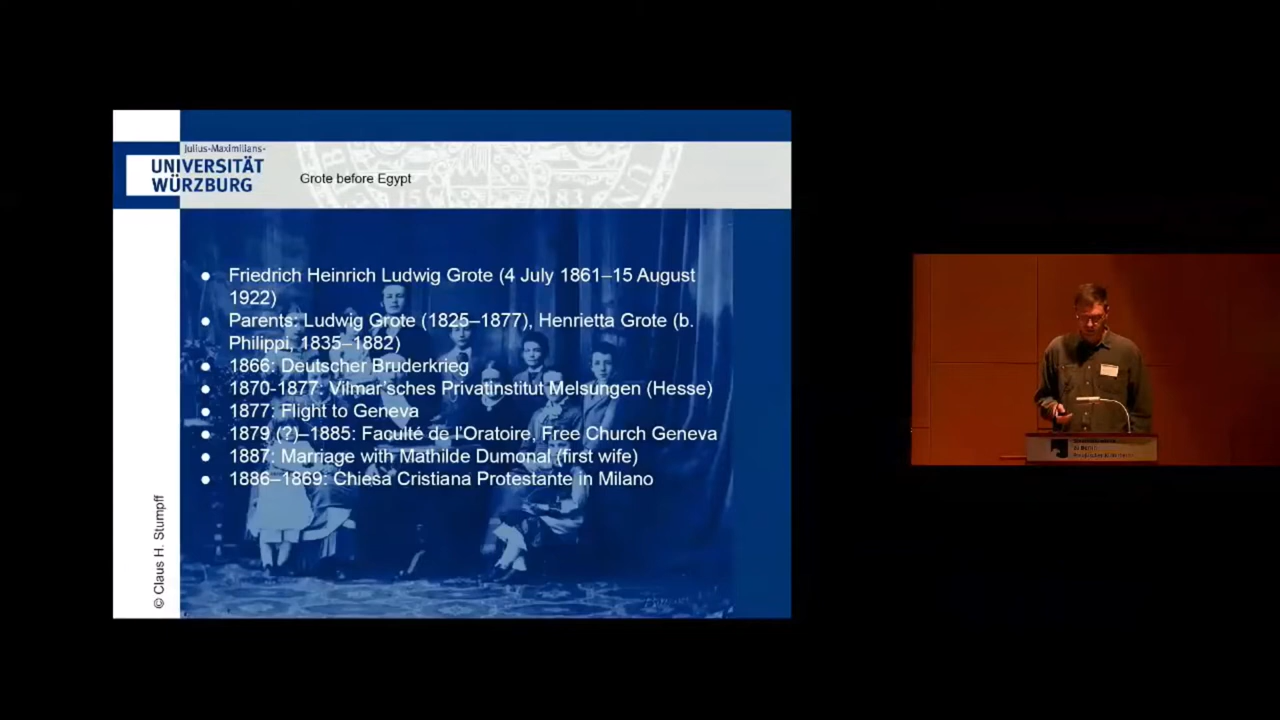 Julius-Maximilians-
UNIVERSITÄT
WÜRZBURG
Grote before Egypt
● Friedrich Heinrich Ludwig Grote (4 July 1861–15 August
1922)
● Parents: Ludwig Grote (1825–1877), Henrietta Grote (b.
Philippi, 1835–1882)
● 1866: Deutscher Bruderkrieg
● 1870-1877: Vilmar'sches Privatinstitut Melsungen (Hesse)
● 1877: Flight to Geneva
● 1879 (?)–1885: Faculté de l'Oratoire, Free Church Geneva
● 1887: Marriage with Mathilde Dumonal (first wife)
● 1886–1869: Chiesa Cristiana Protestante in Milano
© Claus H. Stumpff